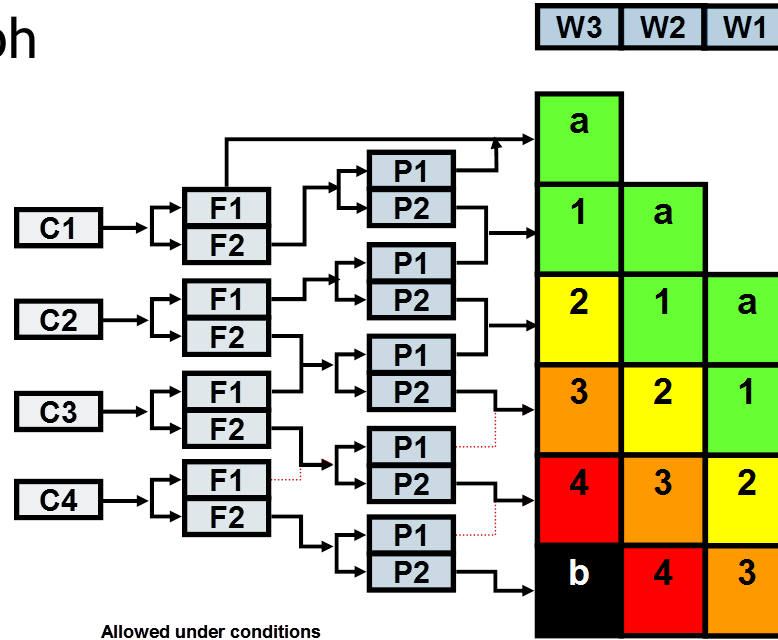 ph
W3 W2 W1
a
P1
P2
F1
C1 1 a
F2
P1
P2
F1
C2 2 1 a
F2
P1
P2
F1
C3 3 2 1
F2
P1
P2
F1
C4 4 3 2
F2
P1
P2
b 4 3
Allowed under conditions